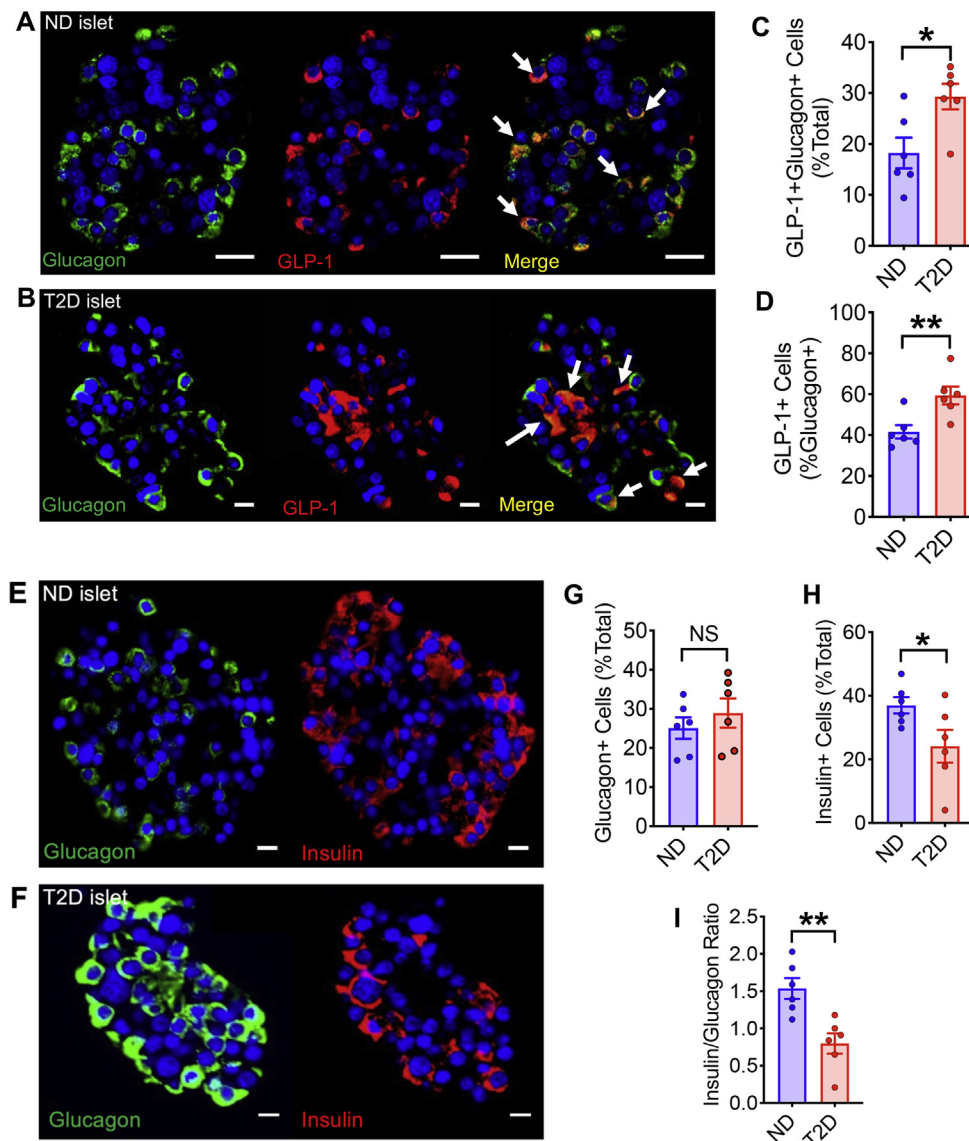 A
ND islet
Glucagon
GLP-1
Merge
B
T2D islet
Glucagon
GLP-1
Merge
C
GLP-1+Glucagon+ Cells
(%Total)
40
30
20
10
0
*
ND
T2D
D
GLP-1+ Cells
(%Glucagon+)
100
80
60
40
20
0
**
ND
T2D
E
ND islet
Glucagon
Insulin
F
T2D islet
Glucagon
Insulin
G
Glucagon+ Cells (%Total)
50
40
30
20
10
0
NS
ND
T2D
H
Insulin+ Cells (%Total)
60
40
20
0
*
ND
T2D
I
Insulin/Glucagon Ratio
2.5
2.0
1.5
1.0
0.5
0.0
**
ND
T2D